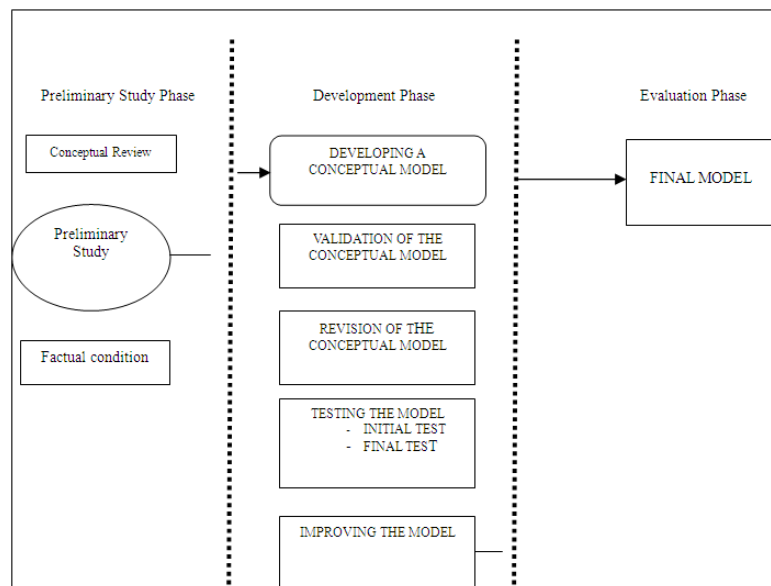 Preliminary Study Phase
Conceptual Review
Preliminary
Study
Factual condition
Development Phase
DEVELOPING A
CONCEPTUAL MODEL
VALIDATION OF THE
CONCEPTUAL MODEL
REVISION OF THE
CONCEPTUAL MODEL
TESTING THE MODEL
- INITIAL TEST
- FINAL TEST
IMPROVING THE MODEL
Evaluation Phase
FINAL MODEL